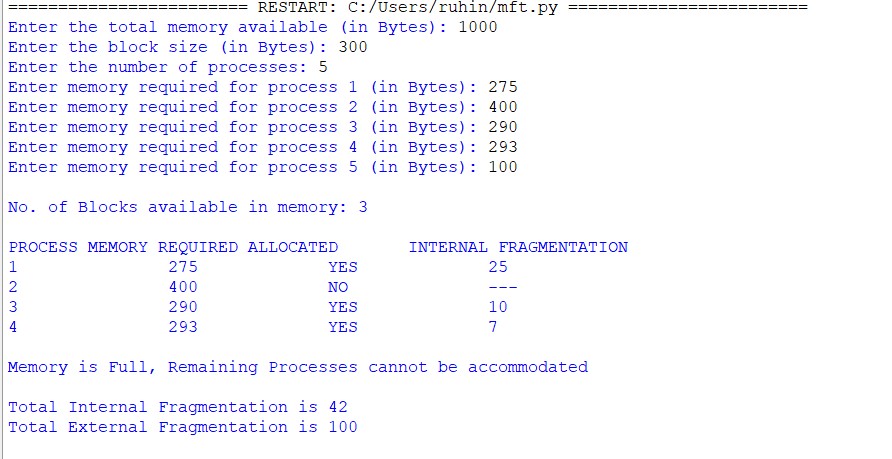 ======================== RESTART: C:/Users/ruhin/mft.py ========================
Enter the total memory available (in Bytes): 1000
Enter the block size (in Bytes): 300
Enter the number of processes: 5
Enter memory required for process 1 (in Bytes): 275
Enter memory required for process 2 (in Bytes): 400
Enter memory required for process 3 (in Bytes): 290
Enter memory required for process 4 (in Bytes): 293
Enter memory required for process 5 (in Bytes): 100

No. of Blocks available in memory: 3

PROCESS MEMORY REQUIRED ALLOCATED       INTERNAL FRAGMENTATION
1               275             YES             25
2               400             NO              ---
3               290             YES             10
4               293             YES             7

Memory is Full, Remaining Processes cannot be accommodated

Total Internal Fragmentation is 42
Total External Fragmentation is 100